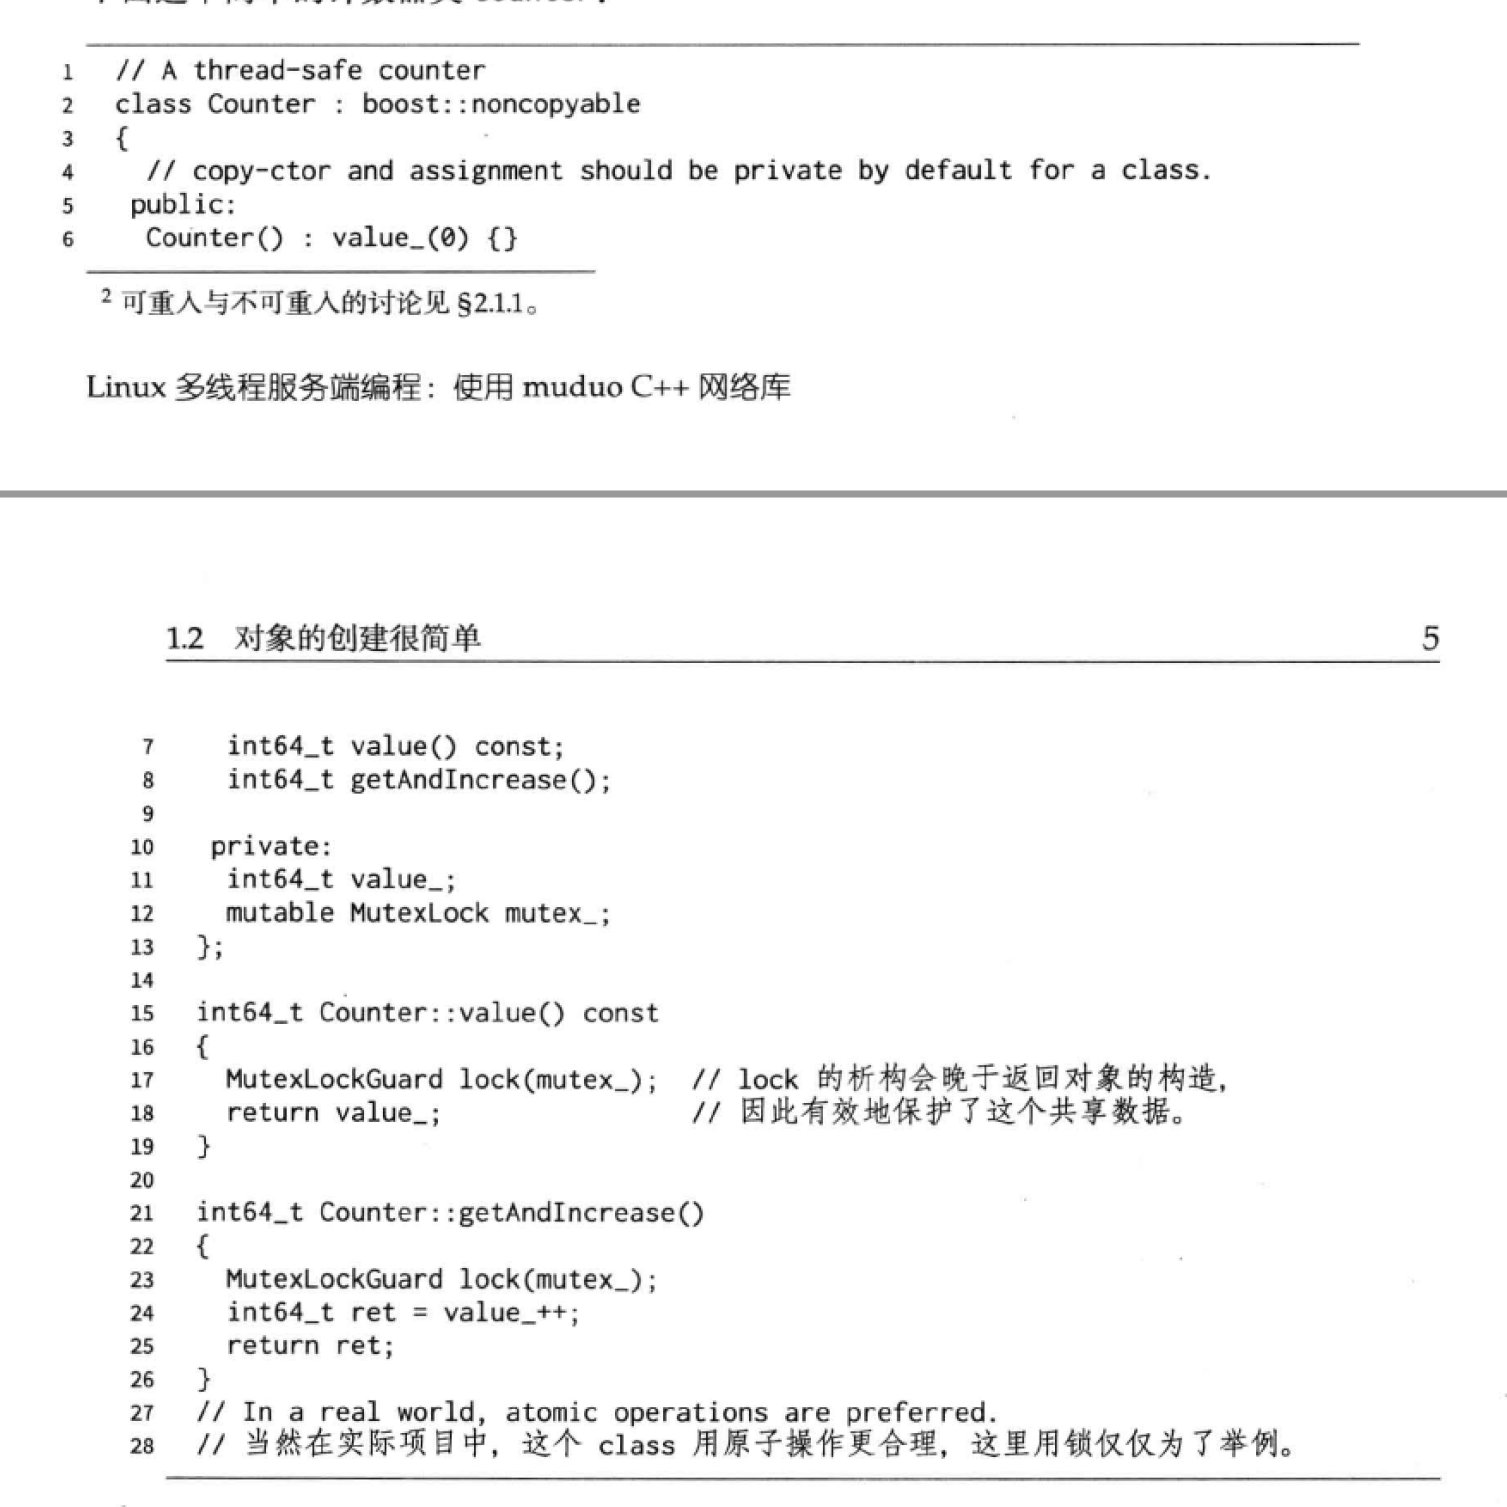 Counter
1 // A thread-safe counter
2 class Counter : boost::noncopyable
3 {
4 // copy-ctor and assignment should be private by default for a class.
5 public:
6 Counter() : value_(0) {}
2 可重入与不可重入的讨论见 §2.1.1。
Linux 多线程服务端编程：使用 muduo C++ 网络库
1.2 对象的创建很简单 5
7 int64_t value() const;
8 int64_t getAndIncrease();
9
10 private:
11 int64_t value_;
12 mutable MutexLock mutex_;
13 };
14
15 int64_t Counter::value() const
16 {
17 MutexLockGuard lock(mutex_); // lock 的析构会晚于返回对象的构造,
18 return value_; // 因此有效地保护了这个共享数据。
19 }
20
21 int64_t Counter::getAndIncrease()
22 {
23 MutexLockGuard lock(mutex_);
24 int64_t ret = value_++;
25 return ret;
26 }
27 // In a real world, atomic operations are preferred.
28 // 当然在实际项目中, 这个 class 用原子操作更合理, 这里用锁仅仅为了举例。